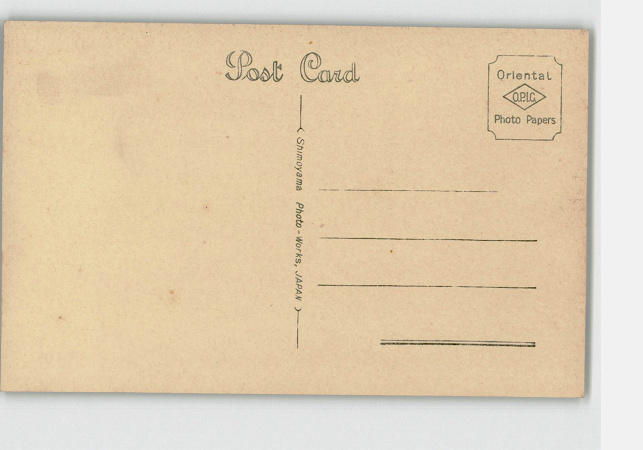 Post Card
Oriental
O.P.I.C.
Photo Papers
( Shimoyama Photo-Works, JAPAN )